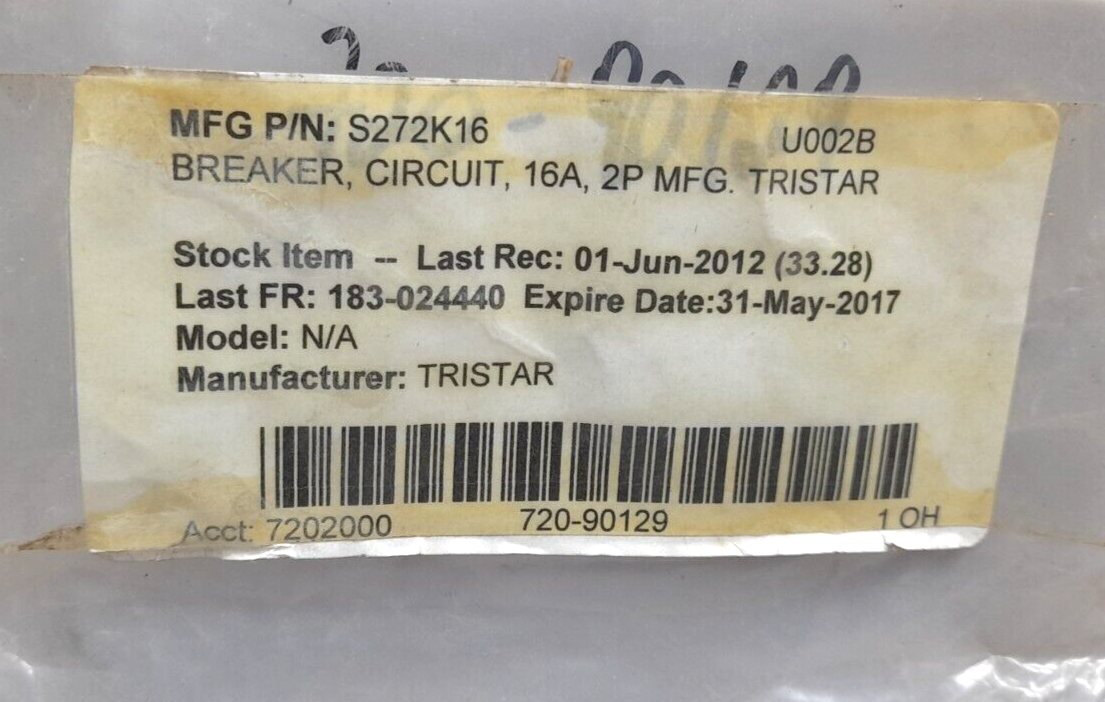 MFG P/N: S272K16 U002B
BREAKER, CIRCUIT, 16A, 2P MFG. TRISTAR
Stock Item -- Last Rec: 01-Jun-2012 (33.28)
Last FR: 183-024440 Expire Date:31-May-2017
Model: N/A
Manufacturer: TRISTAR
Acct: 7202000 720-90129 1 OH